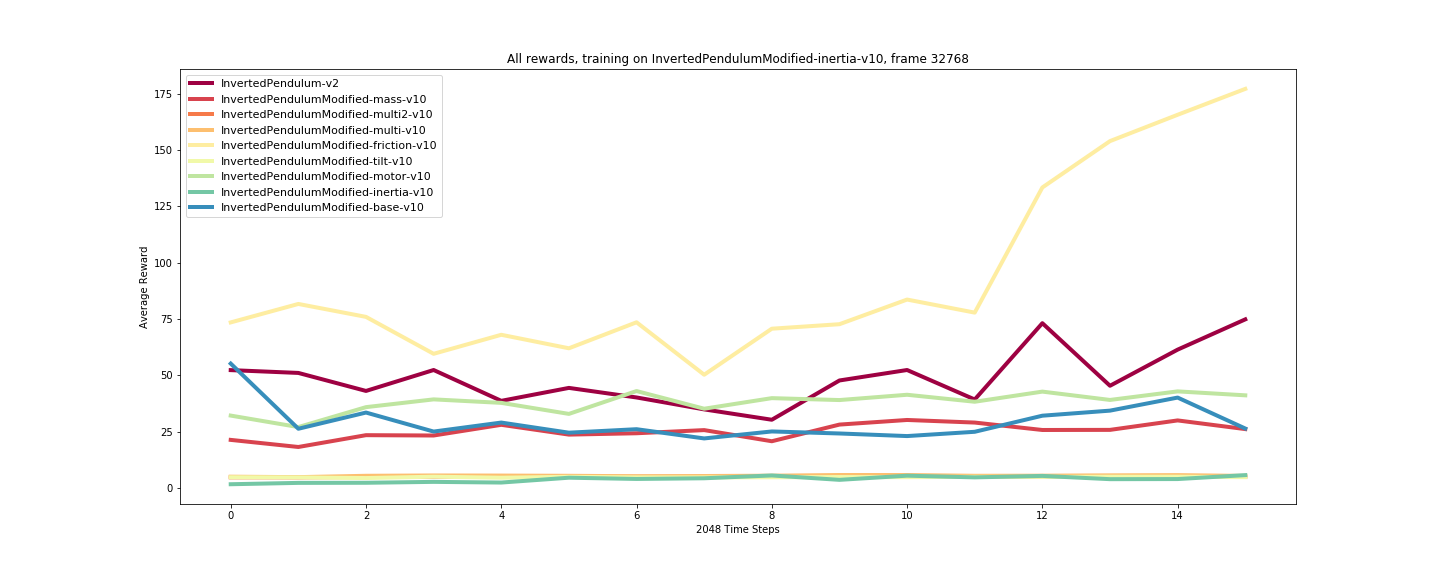 All rewards, training on InvertedPendulumModified-inertia-v10, frame 32768
InvertedPendulum-v2
InvertedPendulumModified-mass-v10
InvertedPendulumModified-multi2-v10
InvertedPendulumModified-multi-v10
InvertedPendulumModified-friction-v10
InvertedPendulumModified-tilt-v10
InvertedPendulumModified-motor-v10
InvertedPendulumModified-inertia-v10
InvertedPendulumModified-base-v10
175
150
125
100
75
50
25
0
Average Reward
0 2 4 6 8 10 12 14
2048 Time Steps